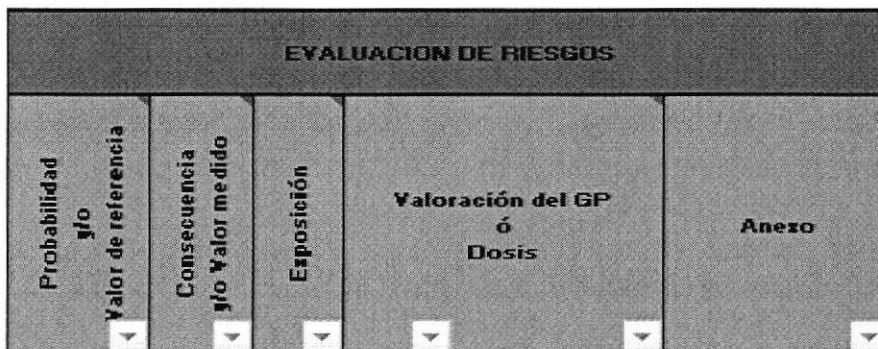 EVALUACION DE RIESGOS
Probabilidad
y/o
Valor de referencia
Consecuencia
y/o Valor medido
Exposición
Valoración del GP
ó
Dosis
Anexo